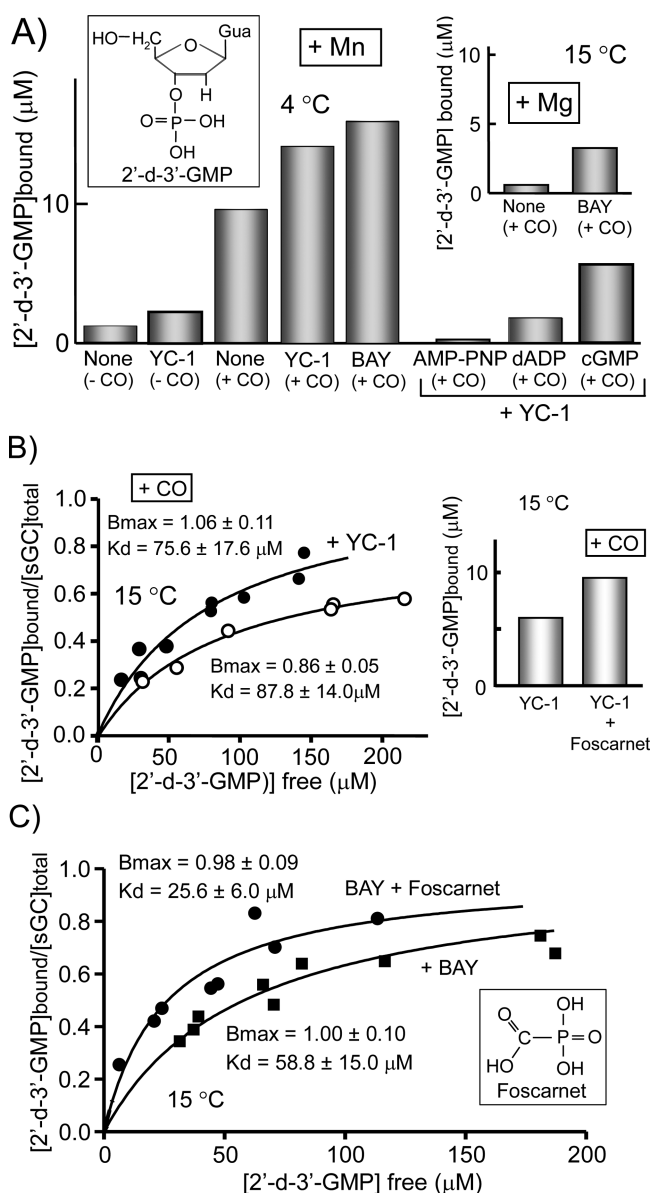 A)
HO—H₂C
O
Gua
O
H
O=P—OH
OH
2'-d-3'-GMP
+ Mn
4 °C
[2'-d-3'-GMP]bound (μM)
10
0
None
(- CO)
YC-1
(- CO)
None
(+ CO)
YC-1
(+ CO)
BAY
(+ CO)
AMP-PNP
(+ CO)
dADP
(+ CO)
cGMP
(+ CO)
+ YC-1
[2'-d-3'-GMP] bound (μM)
10
5
0
15 °C
+ Mg
None
(+ CO)
BAY
(+ CO)
B)
[2'-d-3'-GMP]bound/[sGC]total
1.0
0.8
0.6
0.4
0.2
0.0
+ CO
Bmax = 1.06 ± 0.11
Kd = 75.6 ± 17.6 μM
+ YC-1
15 °C
Bmax = 0.86 ± 0.05
Kd = 87.8 ± 14.0μM
0
50
100
150
200
[2'-d-3'-GMP)] free (μM)
[2'-d-3'-GMP]bound (μM)
10
0
15 °C
+ CO
YC-1
YC-1
+
Foscarnet
C)
[2'-d-3'-GMP]bound/[sGC]total
1.0
0.8
0.6
0.4
0.2
0.0
Bmax = 0.98 ± 0.09
Kd = 25.6 ± 6.0 μM
BAY + Foscarnet
+ BAY
Bmax = 1.00 ± 0.10
Kd = 58.8 ± 15.0 μM
15 °C
OH
O
C—P=O
HO
OH
Foscarnet
0
50
100
150
200
[2'-d-3'-GMP] free (μM)